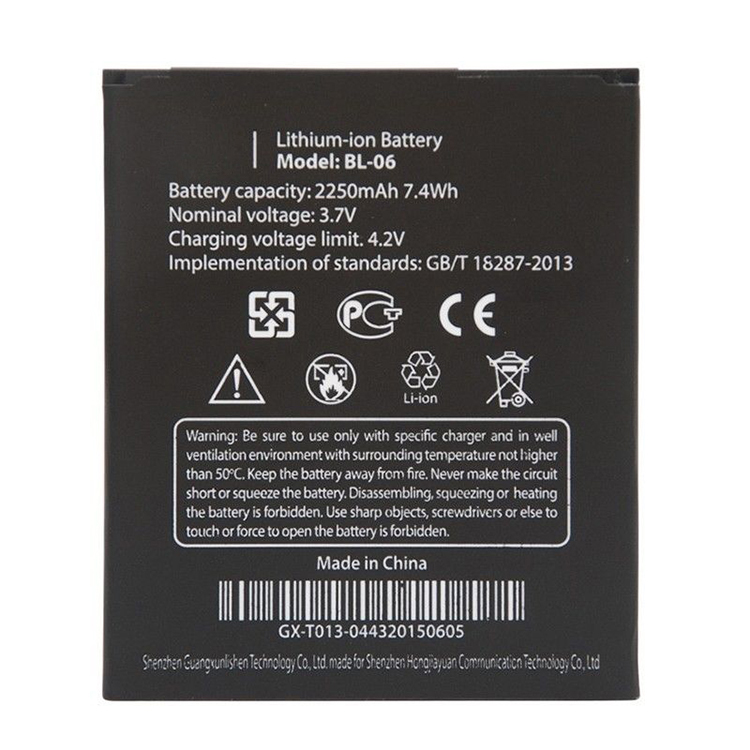 Lithium-ion Battery
Model: BL-06
Battery capacity: 2250mAh 7.4Wh
Nominal voltage: 3.7V
Charging voltage limit. 4.2V
Implementation of standards: GB/T 18287-2013
PCT CE
Li-ion
Warning: Be sure to use only with specific charger and in well
ventilation environment with surrounding temperature not higher
than 50°C. Keep the battery away from fire. Never make the circuit
short or squeeze the battery. Disassembling, squeezing or heating
the battery is forbidden. Use sharp objects, screwdrivers or else to
touch or force to open the battery is forbidden.
Made in China
GX-T013-044320150605
Shenzhen Guangxunlishen Technology Co., Ltd. made for Shenzhen Hongjiayuan Communication Technology Co., Ltd